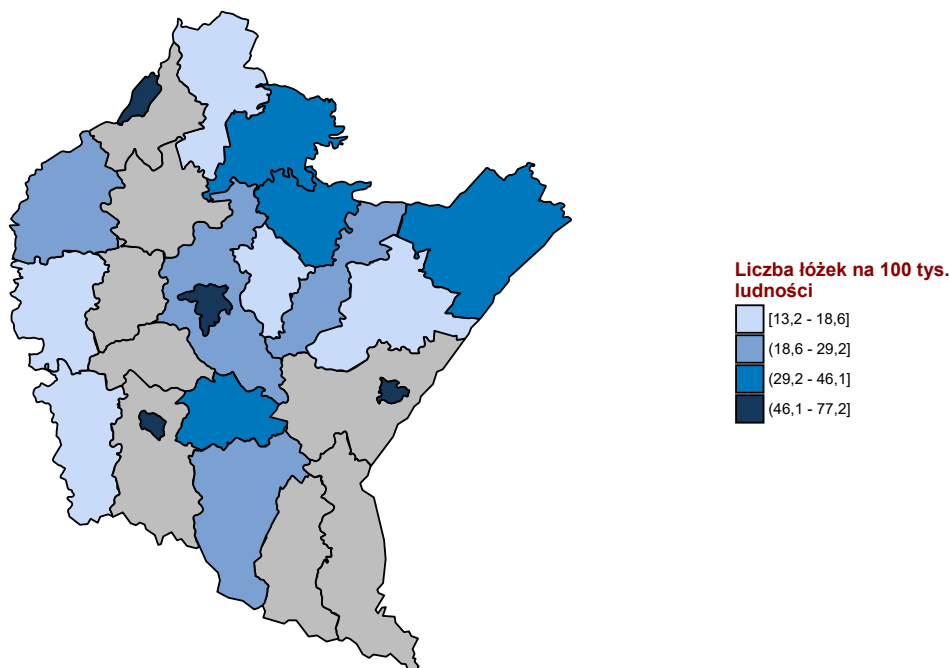 Liczba łóżek na 100 tys.
ludności
[13,2 - 18,6]
(18,6 - 29,2]
(29,2 - 46,1]
(46,1 - 77,2]